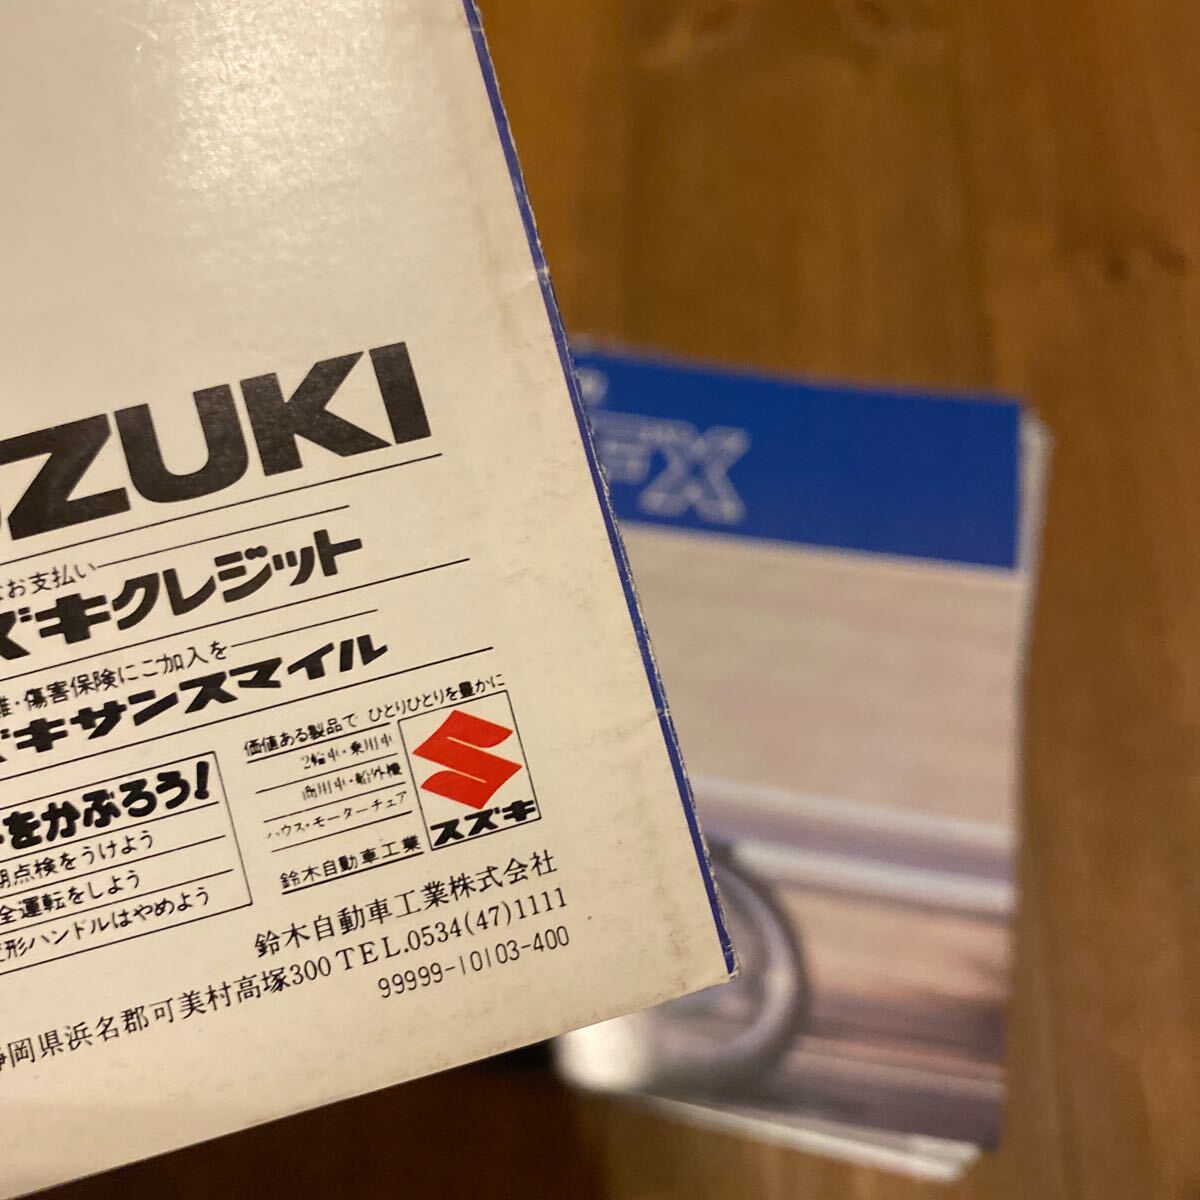 ZUKI
なお支払い
ズキクレジット
・傷害保険にご加入を
ズキサンスマイル
をかぶろう!
期点検をうけよう
全運転をしよう
形ハンドルはやめよう
価値ある製品で ひとりひとりを豊かに
2輪車・乗用車
商用車・船外機
ハウス・モーターチェア
鈴木自動車工業
スズキ
鈴木自動車工業株式会社
静岡県浜名郡可美村高塚300 TEL.0534(47)1111
99999-10103-400
FX